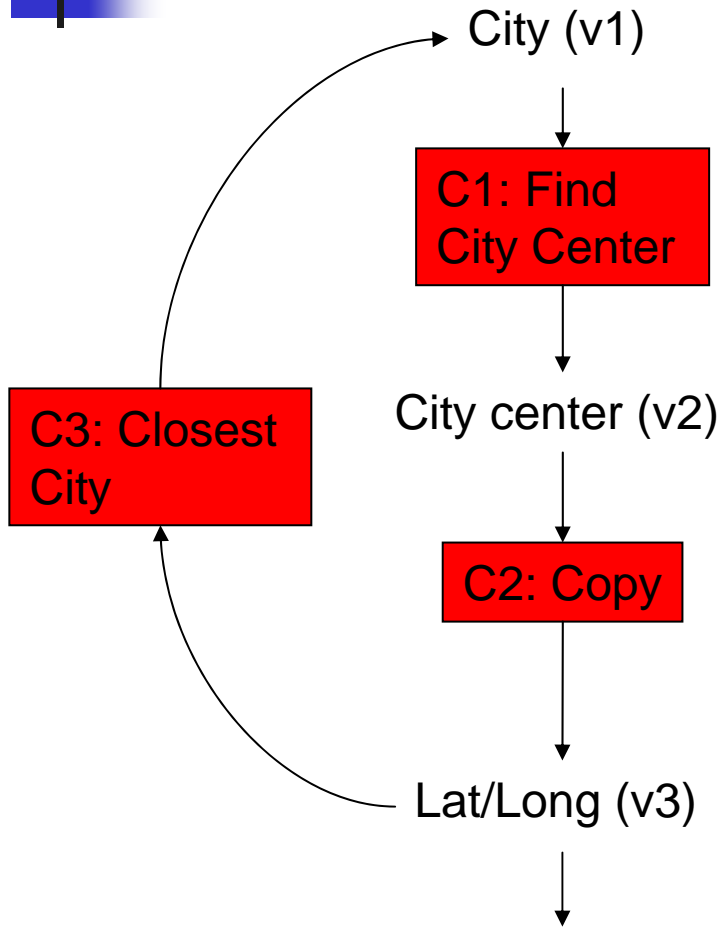 City (v1)
C1: Find
City Center
City center (v2)
C3: Closest
City
C2: Copy
Lat/Long (v3)